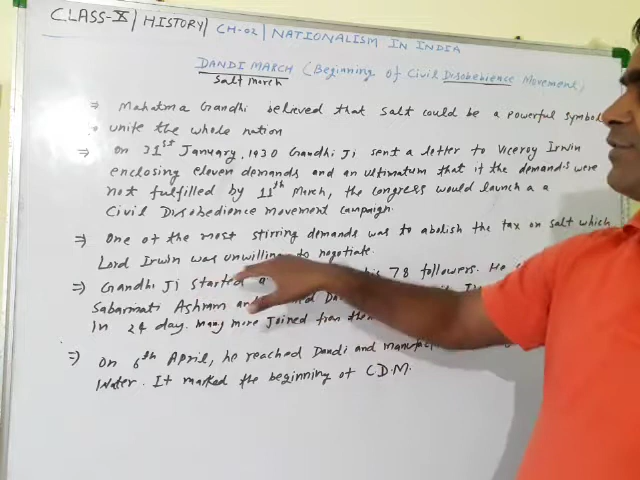 CLASS-X | HISTORY | CH-02 | NATIONALISM IN INDIA
DANDI MARCH (Beginning of Civil Disobebience Movement)
Salt march
⇒ Mahatma Gandhi believed that salt could be a powerful symbol
to unite the whole nation
⇒ On 31st January, 1930 Gandhi Ji sent a letter to Viceroy Irwin
enclosing eleven demands and an ultimatum that if the demands were
not fulfilled by 11th March, the Congress would launch a a
Civil Disobedience Movement campaign.
⇒ One of the most stirring demands was to abolish the tax on salt which
Lord Irwin was unwilling to negotiate.
⇒ Gandhi Ji started a 78 followers. He
Sabarmati Ashram and
In 24 day. Many more joined
⇒ On 6th April, he reached Dandi and
Water. It marked the beginning of C.D.M.